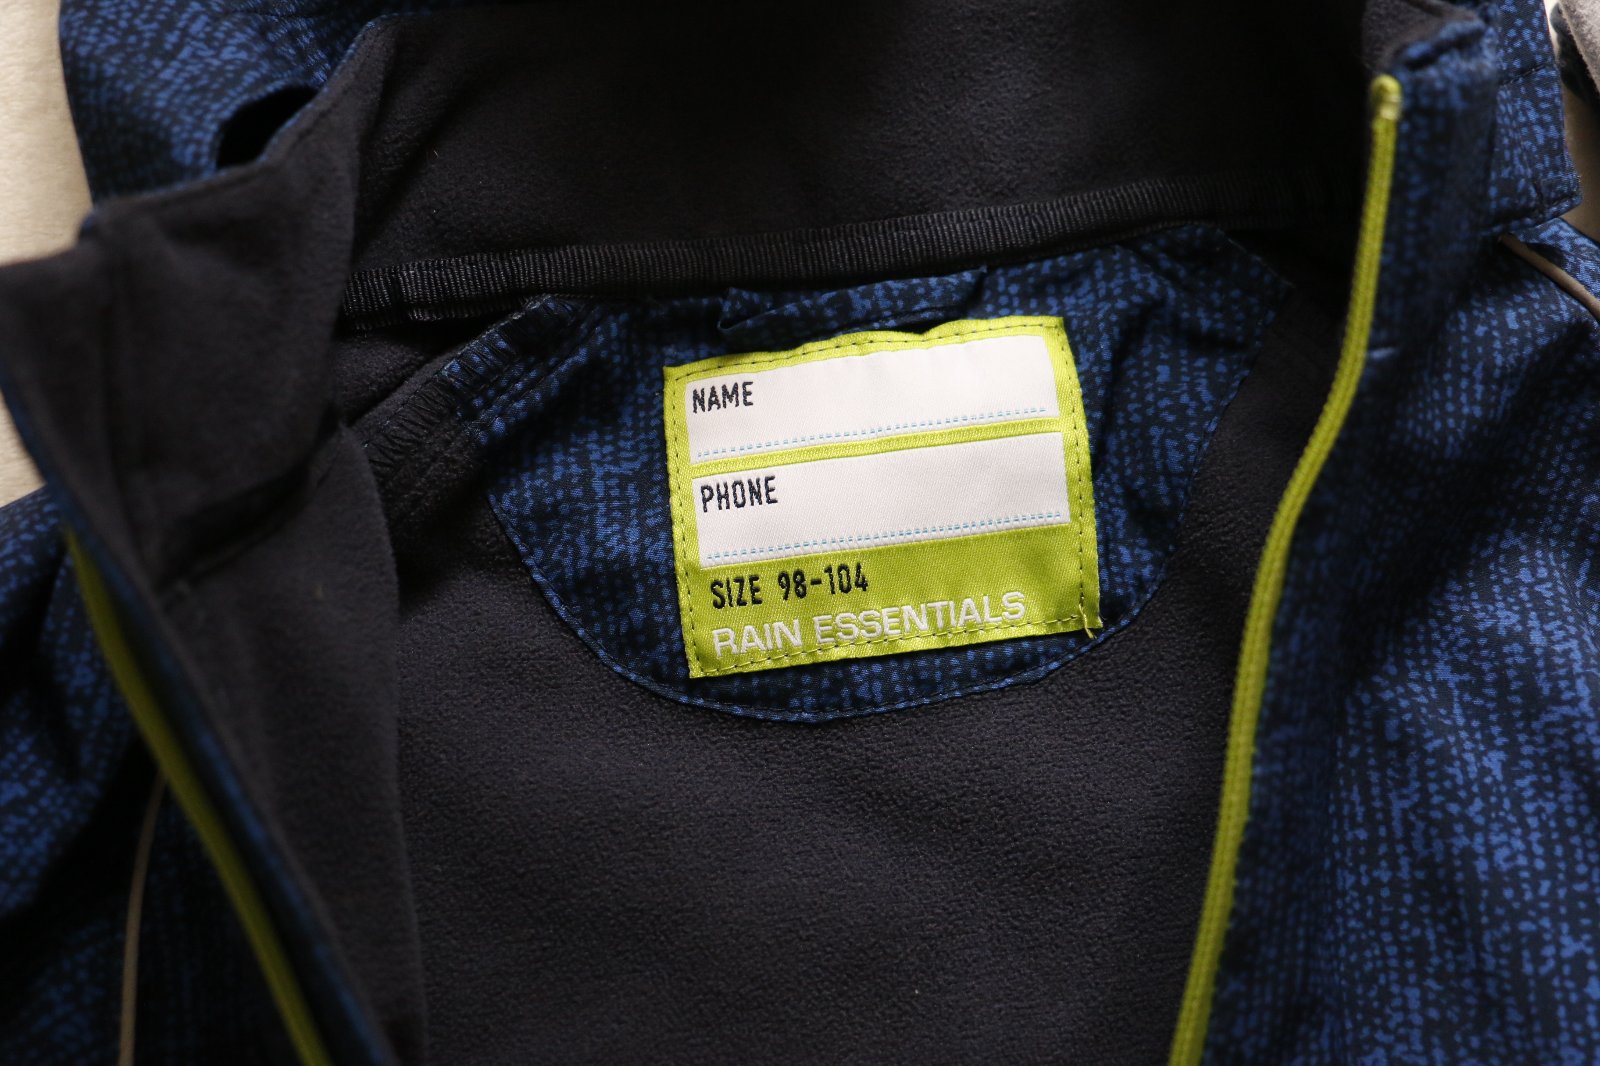 NAME
PHONE
SIZE 98-104
RAIN ESSENTIALS